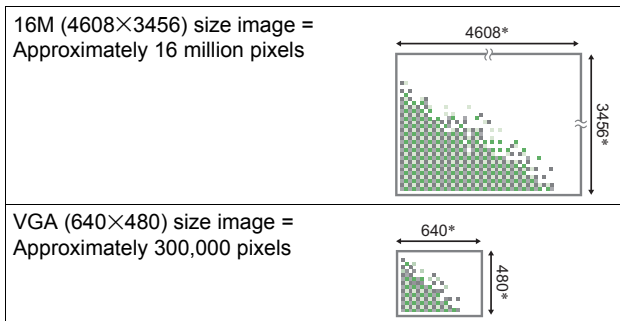 16M (4608×3456) size image =
Approximately 16 million pixels
4608*
3456*
VGA (640×480) size image =
Approximately 300,000 pixels
640*
480*